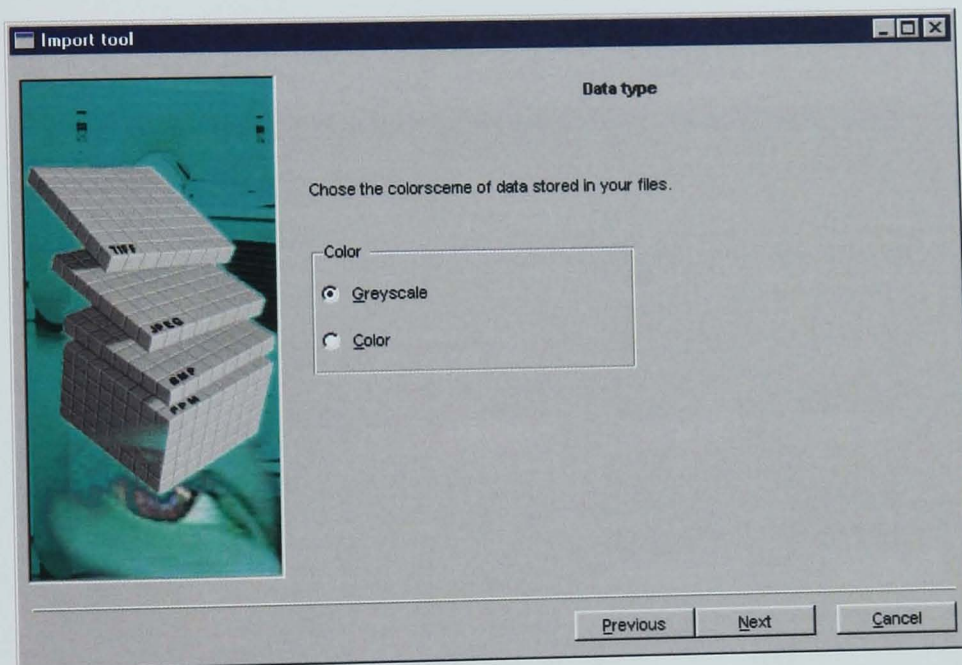 Import tool
Data type
Chose the colorsceme of data stored in your files.
Color
Greyscale
Color
TIFF
JPEG
BMP
PPM
Previous
Next
Cancel